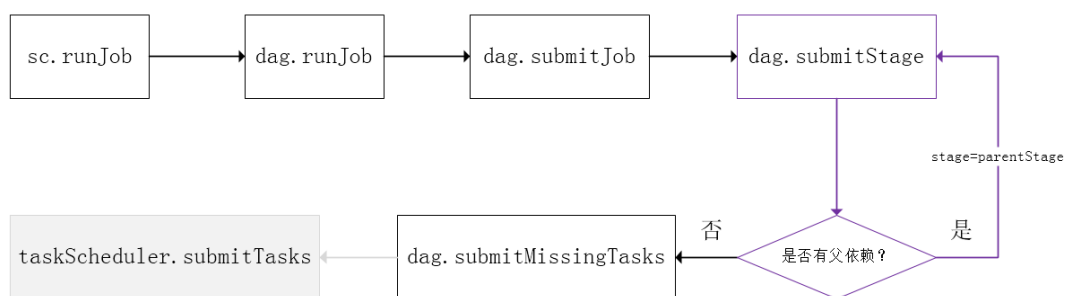 sc.runJob
dag.runJob
dag.submitJob
dag.submitStage
stage=parentStage
taskScheduler.submitTasks
dag.submitMissingTasks
否
是否有父依赖？
是